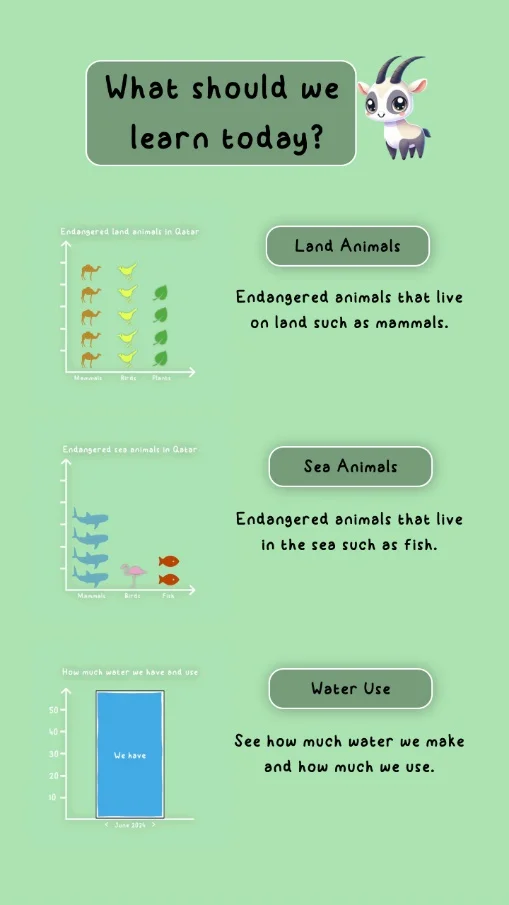 What should we
learn today?
Endangered land animals in Qatar
Mammals Birds Plants
Land Animals
Endangered animals that live
on land such as mammals.
Endangered sea animals in Qatar
Mammals Birds Fish
Sea Animals
Endangered animals that live
in the sea such as fish.
How much water we have and use
50
40
30
20
10
We have
< June 2024 >
Water Use
See how much water we make
and how much we use.